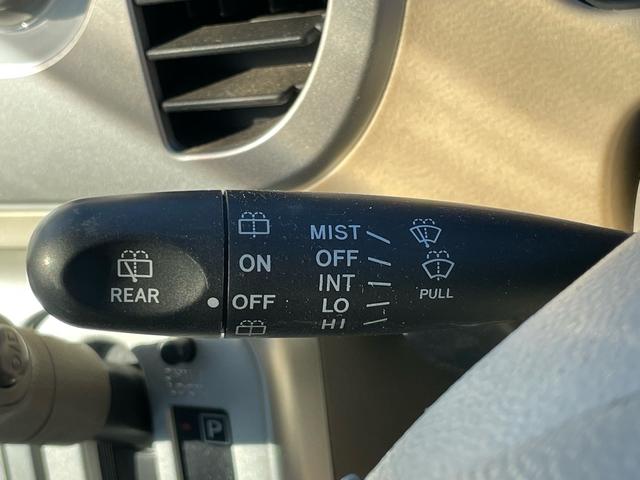 REAR
ON
OFF
MIST
OFF
INT
LO
HI
PULL
P